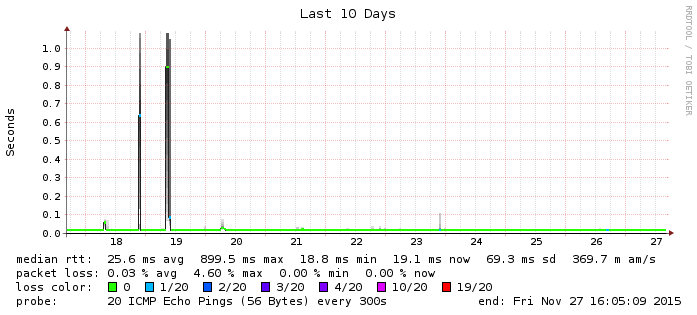 Last 10 Days
RRDTOOL / TOBI OETIKER
Seconds
1.0
0.9
0.8
0.7
0.6
0.5
0.4
0.3
0.2
0.1
0.0
18 19 20 21 22 23 24 25 26 27
median rtt: 25.6 ms avg 899.5 ms max 18.8 ms min 19.1 ms now 69.3 ms sd 369.7 m am/s
packet loss: 0.03 % avg 4.60 % max 0.00 % min 0.00 % now
loss color: 0 1/20 2/20 3/20 4/20 10/20 19/20
probe: 20 ICMP Echo Pings (56 Bytes) every 300s end: Fri Nov 27 16:05:09 2015